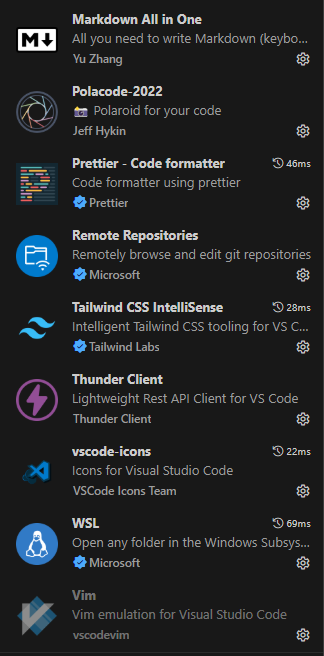 Markdown All in One
All you need to write Markdown (keybo...
Yu Zhang
Polacode-2022
📸 Polaroid for your code
Jeff Hykin
Prettier - Code formatter 46ms
Code formatter using prettier
Prettier
Remote Repositories
Remotely browse and edit git repositories
Microsoft
Tailwind CSS IntelliSense 28ms
Intelligent Tailwind CSS tooling for VS C...
Tailwind Labs
Thunder Client
Lightweight Rest API Client for VS Code
Thunder Client
vscode-icons 22ms
Icons for Visual Studio Code
VSCode Icons Team
WSL 69ms
Open any folder in the Windows Subsys...
Microsoft
Vim
Vim emulation for Visual Studio Code
vscodevim